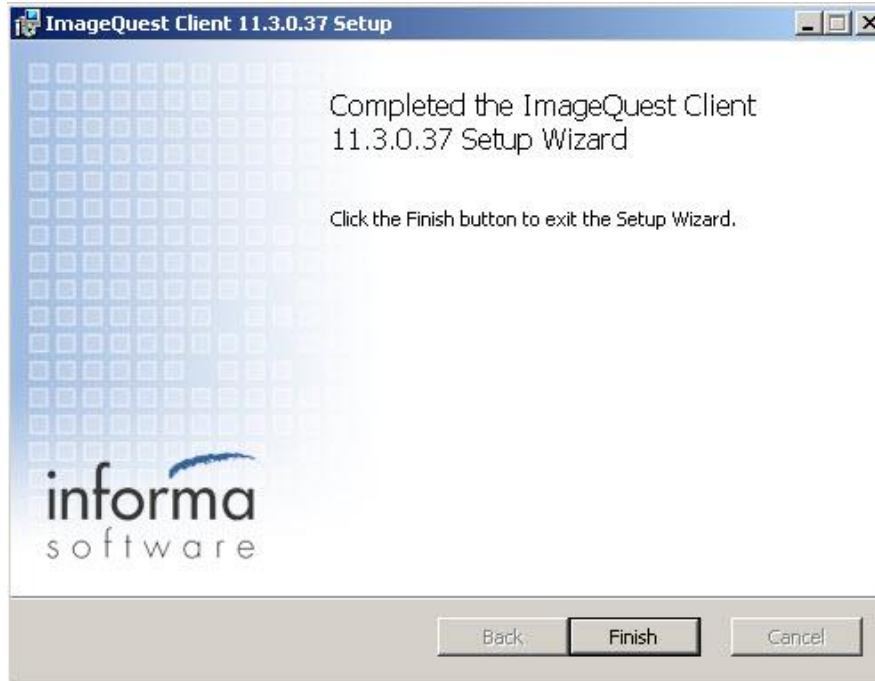 ImageQuest Client 11.3.0.37 Setup
Completed the ImageQuest Client
11.3.0.37 Setup Wizard
Click the Finish button to exit the Setup Wizard.
informa
software
Back Finish Cancel